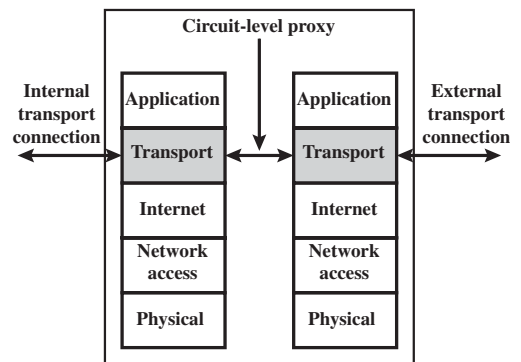 Circuit-level proxy
Internal
transport
connection
External
transport
connection
Application
Transport
Internet
Network
access
Physical
Application
Transport
Internet
Network
access
Physical